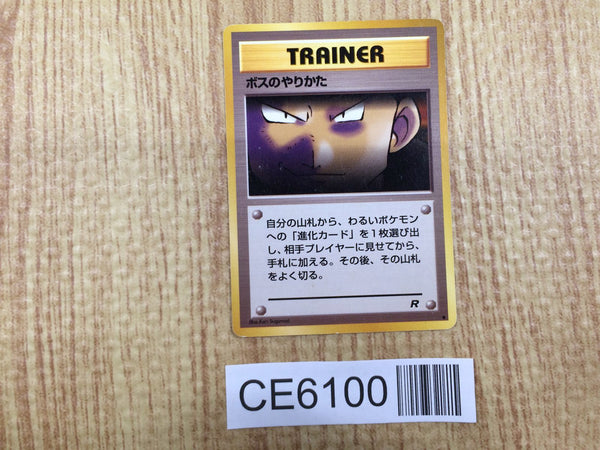 TRAINER
ボスのやりかた
自分の山札から、わるいポケモン
への「進化カード」を1枚選び出
し、相手プレイヤーに見せてから、
手札に加える。その後、その山札
をよく切る。
R
Illus. Ken Sugimori
CE6100